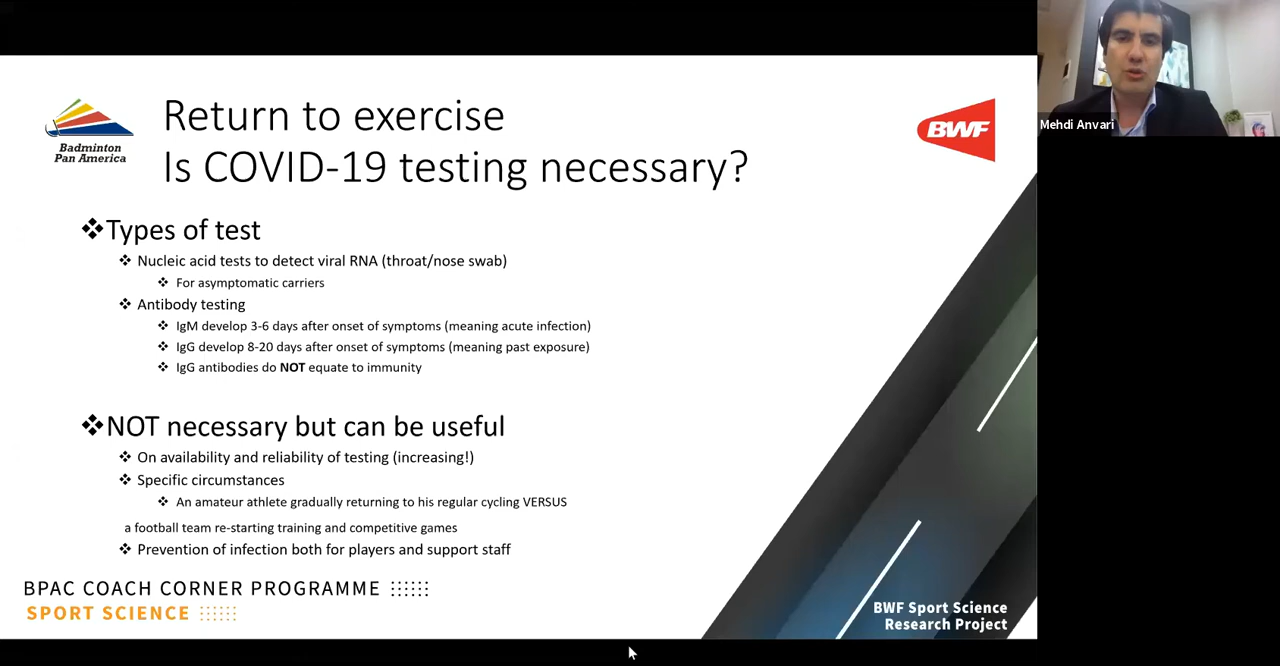 Mehdi Anvari
Badminton
Pan America
Return to exercise
Is COVID-19 testing necessary?
BWF
❖Types of test
❖ Nucleic acid tests to detect viral RNA (throat/nose swab)
❖ For asymptomatic carriers
❖ Antibody testing
❖ IgM develop 3-6 days after onset of symptoms (meaning acute infection)
❖ IgG develop 8-20 days after onset of symptoms (meaning past exposure)
❖ IgG antibodies do NOT equate to immunity
❖NOT necessary but can be useful
❖ On availability and reliability of testing (increasing!)
❖ Specific circumstances
❖ An amateur athlete gradually returning to his regular cycling VERSUS
a football team re-starting training and competitive games
❖ Prevention of infection both for players and support staff
BPAC COACH CORNER PROGRAMME
SPORT SCIENCE
BWF Sport Science
Research Project